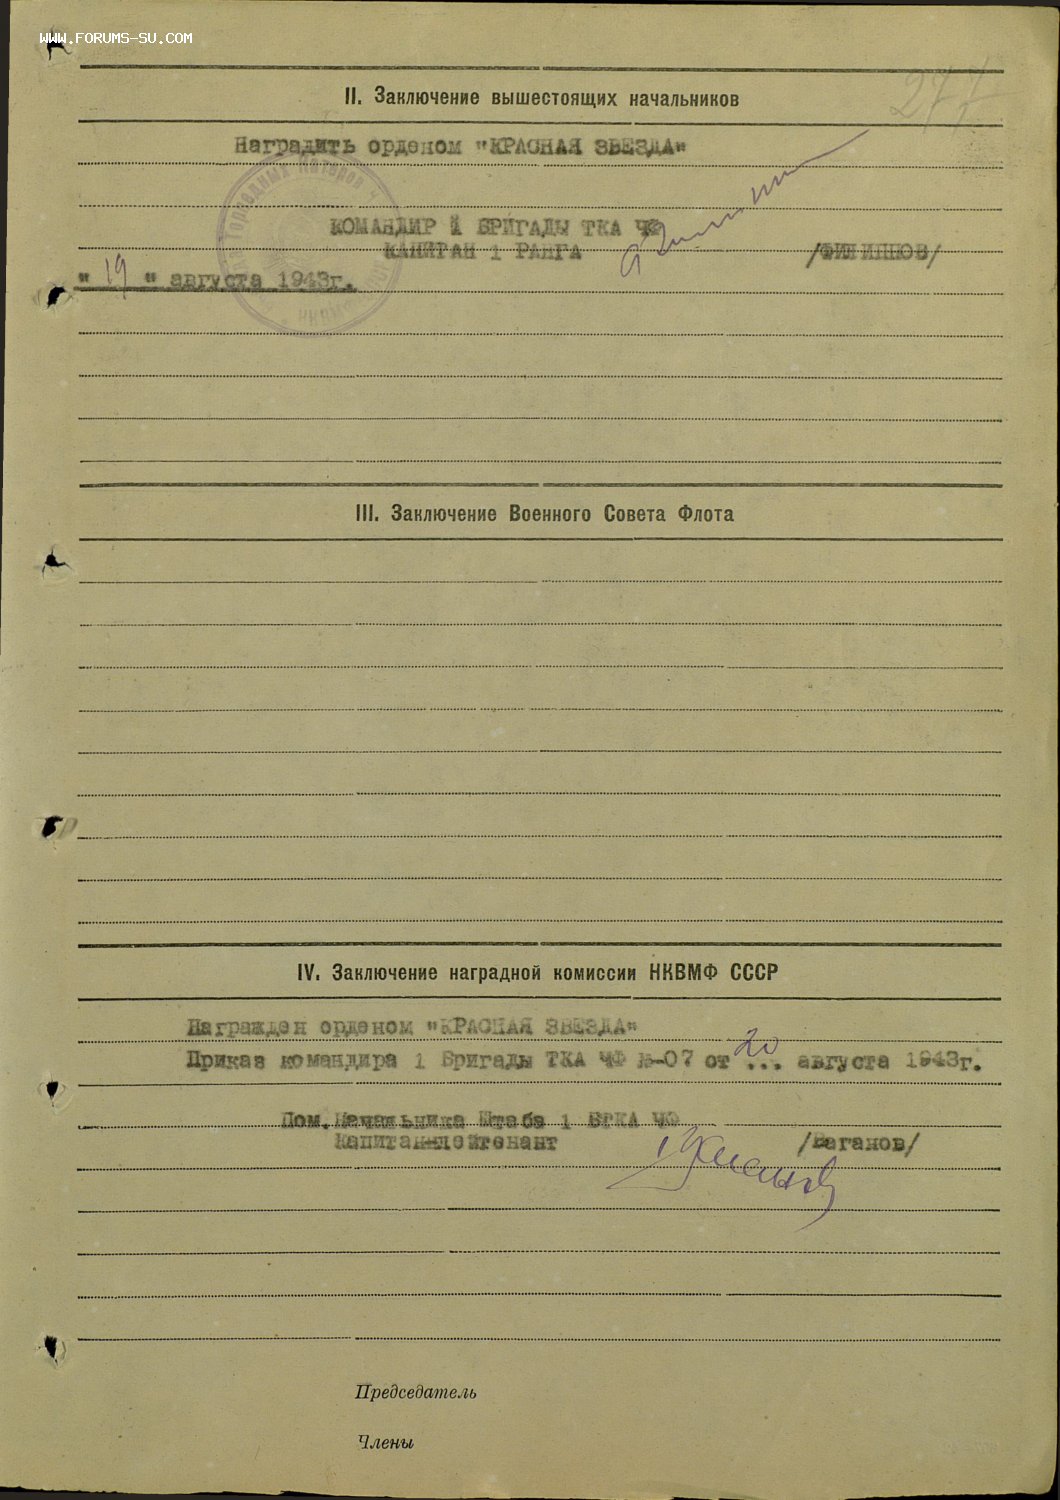 WWW.FORUMS-SU.COM
II. Заключение вышестоящих начальников
Наградить орденом "КРАСНАЯ ЗВЕЗДА"
КОМАНДИР 1 БРИГАДЫ ТКА ЧФ
КАПИТАН 1 РАНГА /ФИЛИППОВ/
" 19 " августа 1943г.
III. Заключение Военного Совета Флота
IV. Заключение наградной комиссии НКВМФ СССР
Награжден орденом "КРАСНАЯ ЗВЕЗДА"
Приказ командира 1 Бригады ТКА ЧФ №-07 от 20 ... августа 1943г.
Пом. Начальника Штаба 1 БТКА ЧФ
Капитан-лейтенант /Ваганов/
Председатель
Члены